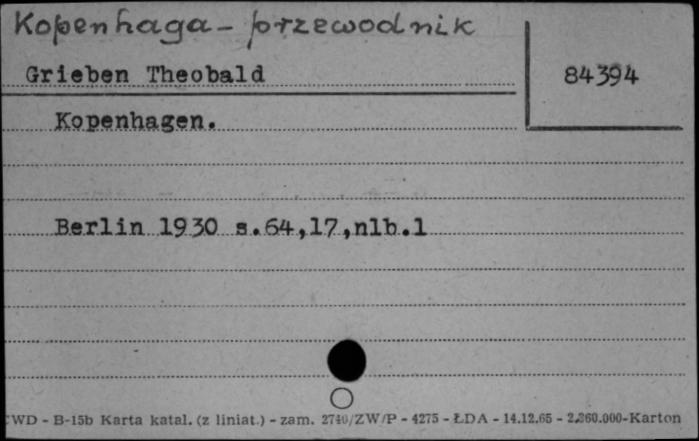 Kopenhaga - przewodnik
Grieben Theobald
84394
Kopenhagen.
Berlin 1930 s.64,17,nlb.1
WD - B-15b Karta katal. (z liniat.) - zam. 2740/ZW/P - 4275 - ŁDA - 14.12.65 - 2.260.000-Karton